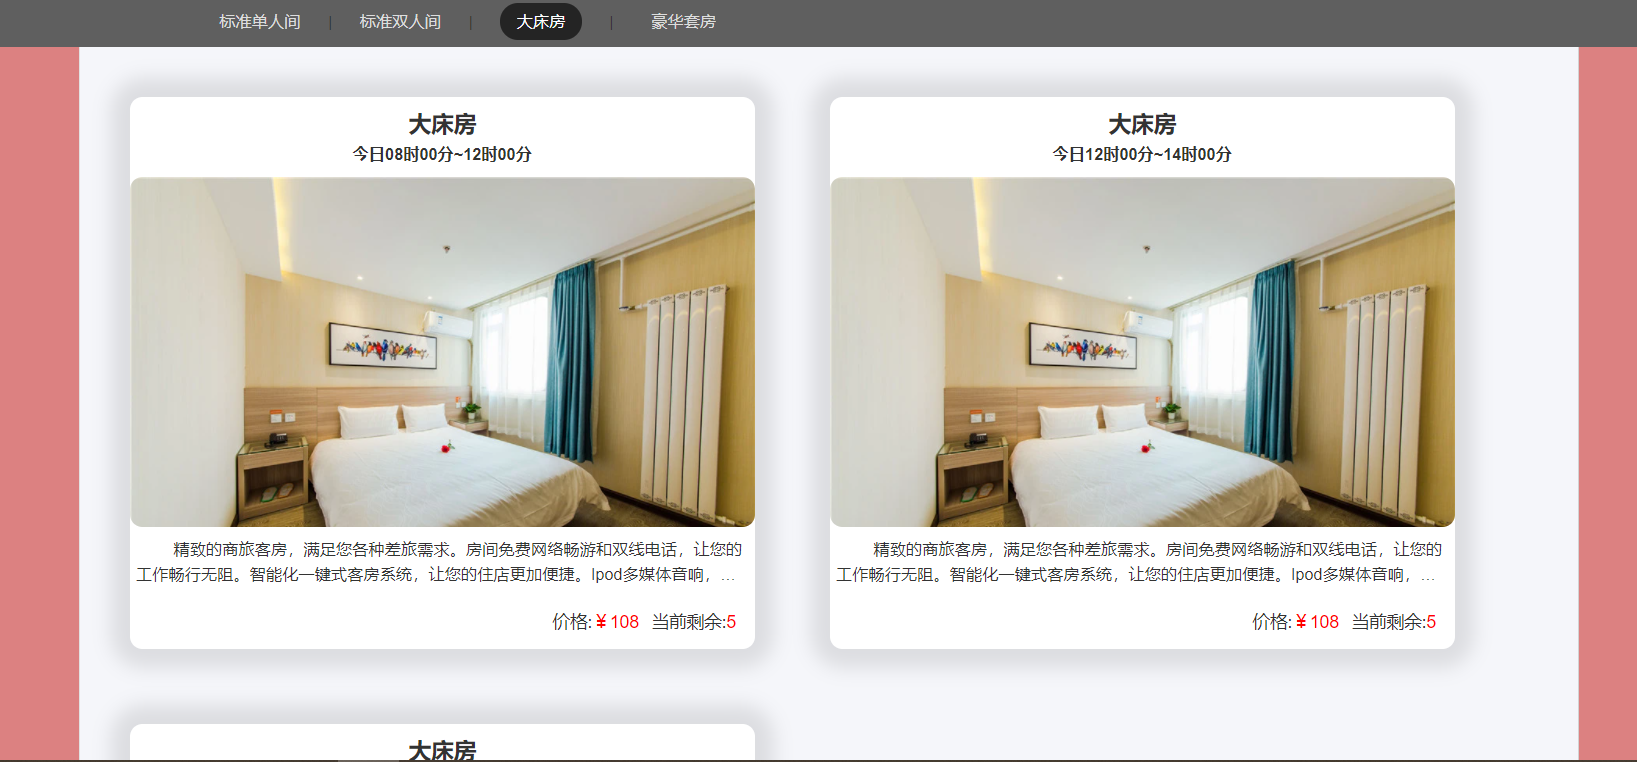 标准单人间 | 标准双人间 | 大床房 | 豪华套房
大床房
今日08时00分~12时00分
精致的商旅客房，满足您各种差旅需求。房间免费网络畅游和双线电话，让您的
工作畅行无阻。智能化一键式客房系统，让您的住店更加便捷。Ipod多媒体音响，...
价格:￥108 当前剩余:5
大床房
今日12时00分~14时00分
精致的商旅客房，满足您各种差旅需求。房间免费网络畅游和双线电话，让您的
工作畅行无阻。智能化一键式客房系统，让您的住店更加便捷。Ipod多媒体音响，...
价格:￥108 当前剩余:5
大床房